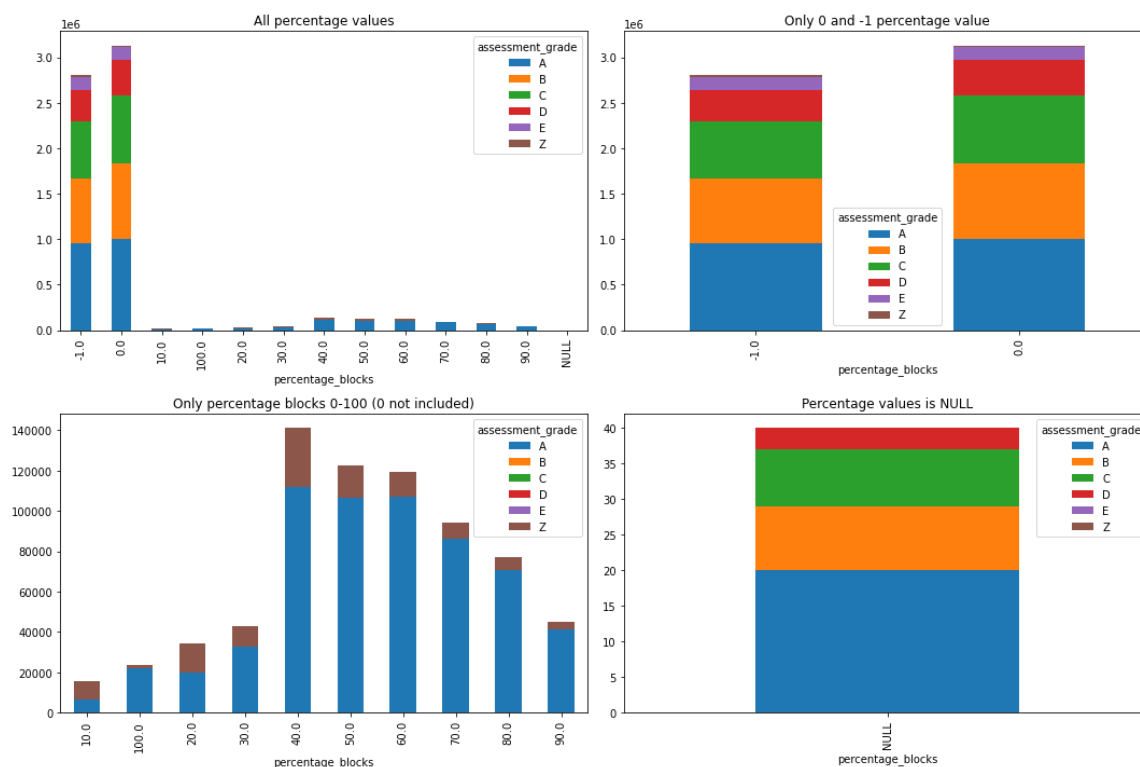 All percentage values
1e6
3.0
2.5
2.0
1.5
1.0
0.5
0.0
assessment_grade
A
B
C
D
E
Z
-1.0 0.0 10.0 100.0 20.0 30.0 40.0 50.0 60.0 70.0 80.0 90.0 NULL
percentage_blocks
Only 0 and -1 percentage value
1e6
3.0
2.5
2.0
1.5
1.0
0.5
0.0
assessment_grade
A
B
C
D
E
Z
-1.0 0.0
percentage_blocks
Only percentage blocks 0-100 (0 not included)
140000
120000
100000
80000
60000
40000
20000
0
assessment_grade
A
B
C
D
E
Z
10.0 100.0 20.0 30.0 40.0 50.0 60.0 70.0 80.0 90.0
percentage_blocks
Percentage values is NULL
40
35
30
25
20
15
10
5
0
assessment_grade
A
B
C
D
E
Z
NULL
percentage_blocks